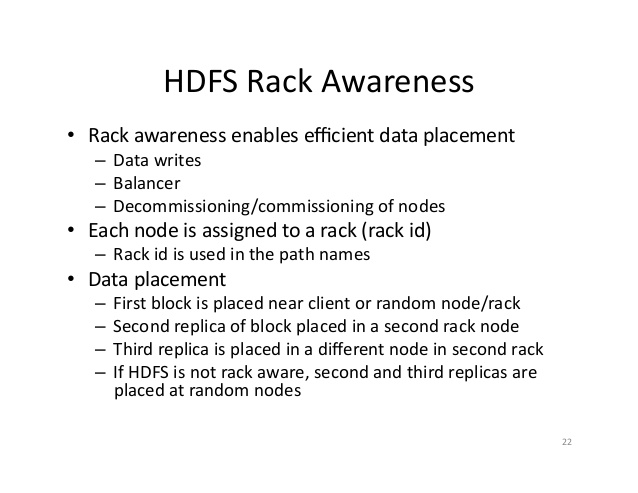 HDFS Rack Awareness
• Rack awareness enables efficient data placement
– Data writes
– Balancer
– Decommissioning/commissioning of nodes
• Each node is assigned to a rack (rack id)
– Rack id is used in the path names
• Data placement
– First block is placed near client or random node/rack
– Second replica of block placed in a second rack node
– Third replica is placed in a different node in second rack
– If HDFS is not rack aware, second and third replicas are
placed at random nodes
22